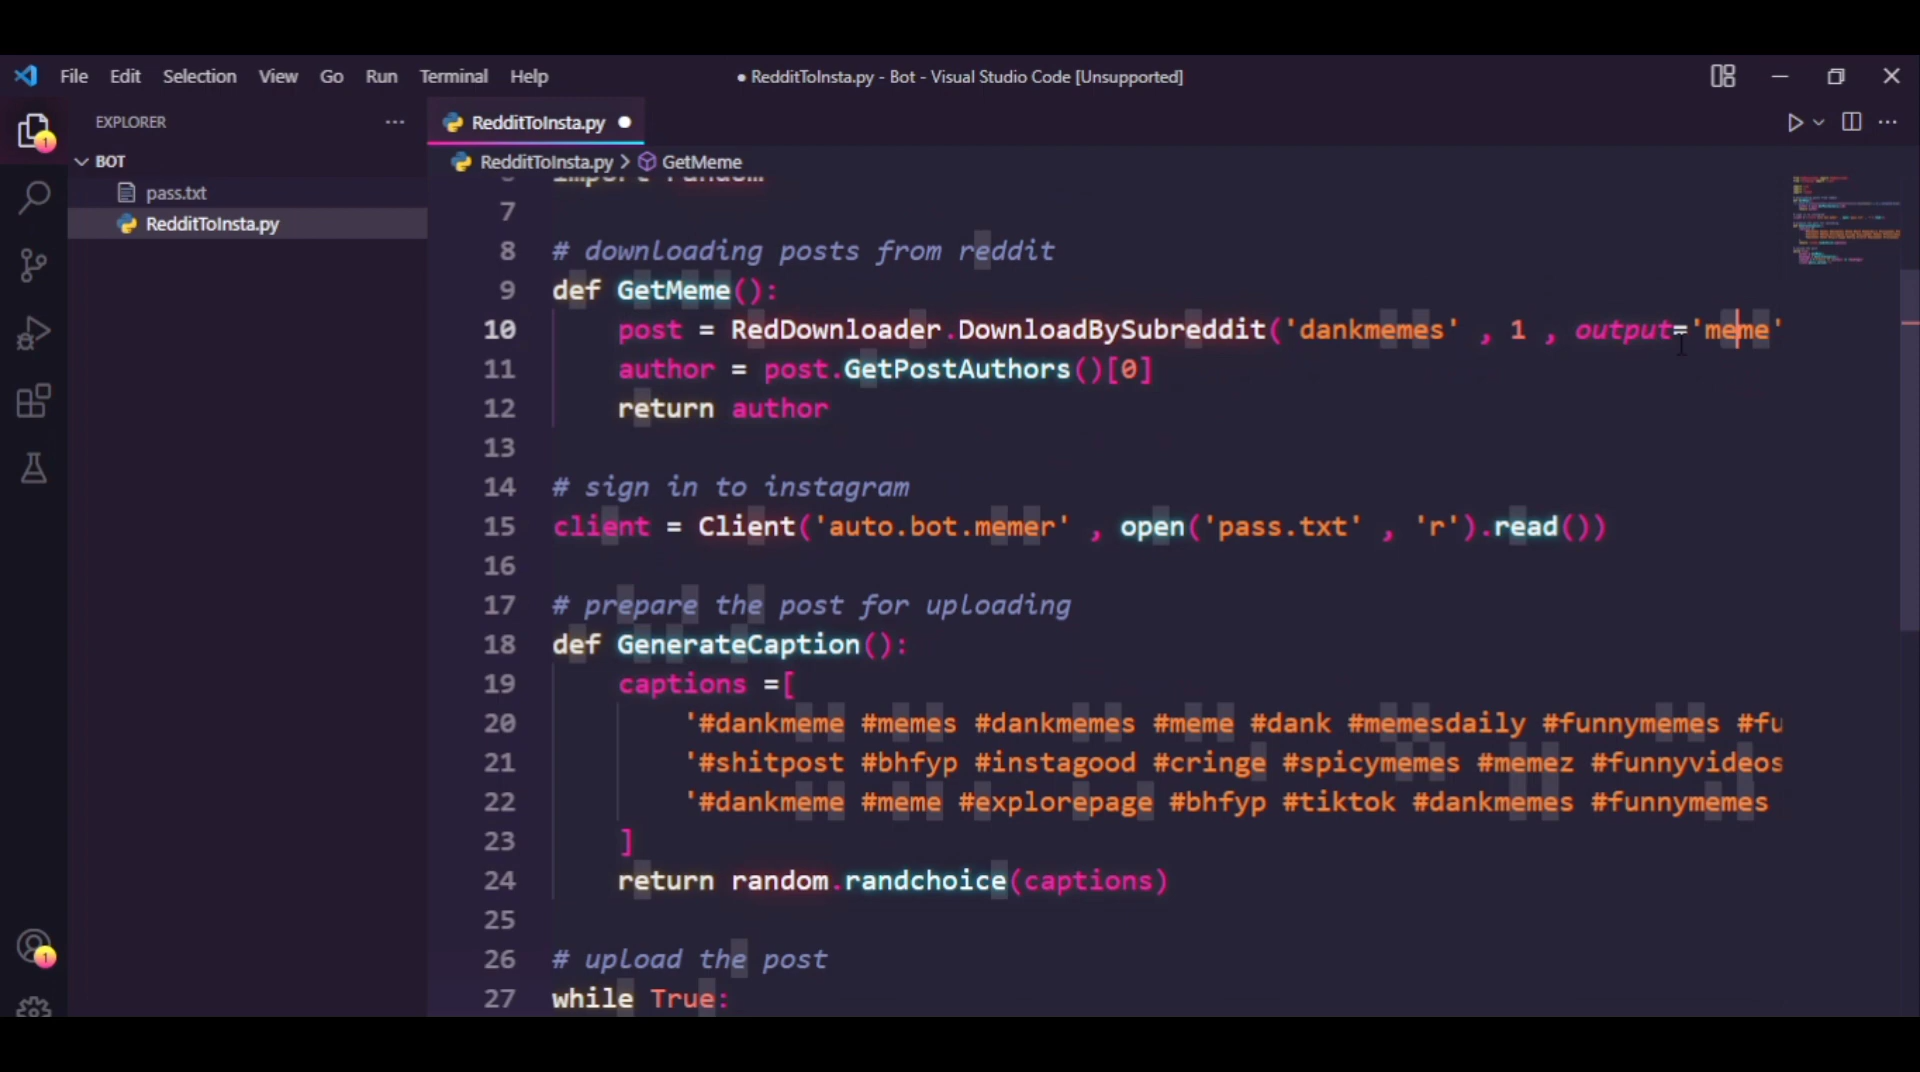 File Edit Selection View Go Run Terminal Help
● RedditToInsta.py - Bot - Visual Studio Code [Unsupported]
EXPLORER
RedditToInsta.py
1
BOT
RedditToInsta.py > GetMeme
pass.txt
RedditToInsta.py
import random
7
8 # downloading posts from reddit
9 def GetMeme():
10 post = RedDownloader.DownloadBySubreddit('dankmemes' , 1 , output='meme'
11 author = post.GetPostAuthors()[0]
12 return author
13
14 # sign in to instagram
15 client = Client('auto.bot.memer' , open('pass.txt' , 'r').read())
16
17 # prepare the post for uploading
18 def GenerateCaption():
19 captions =[
20 '#dankmeme #memes #dankmemes #meme #dank #memesdaily #funnymemes #fu
21 '#shitpost #bhfyp #instagood #cringe #spicymemes #memez #funnyvideos
22 '#dankmeme #meme #explorepage #bhfyp #tiktok #dankmemes #funnymemes
23 ]
24 return random.randchoice(captions)
25
26 # upload the post
27 while True:
1